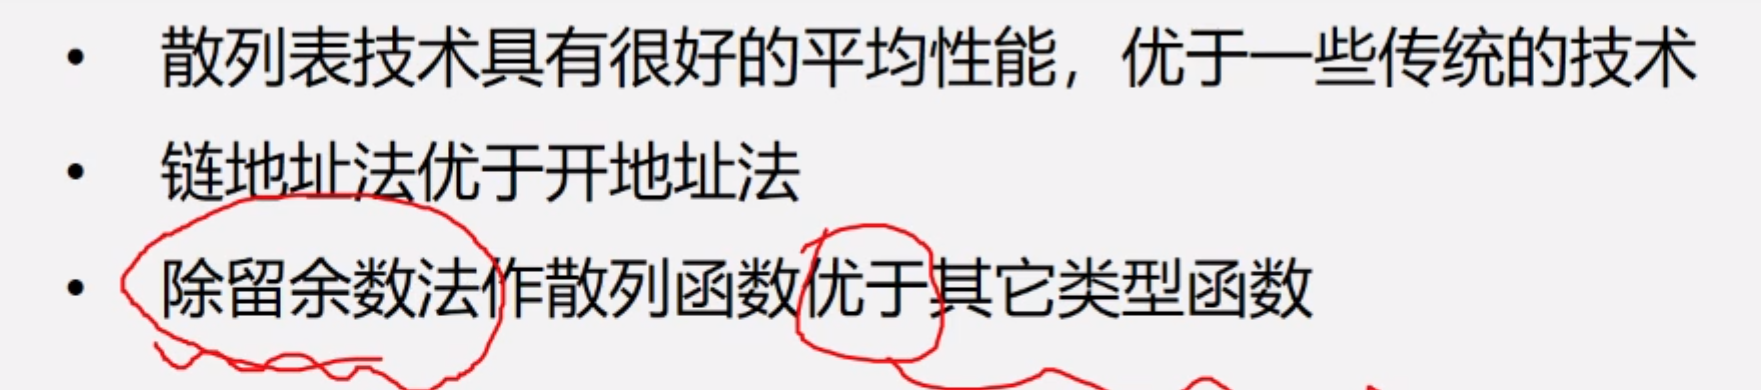 • 散列表技术具有很好的平均性能，优于一些传统的技术
• 链地址法优于开地址法
• 除留余数法作散列函数优于其它类型函数